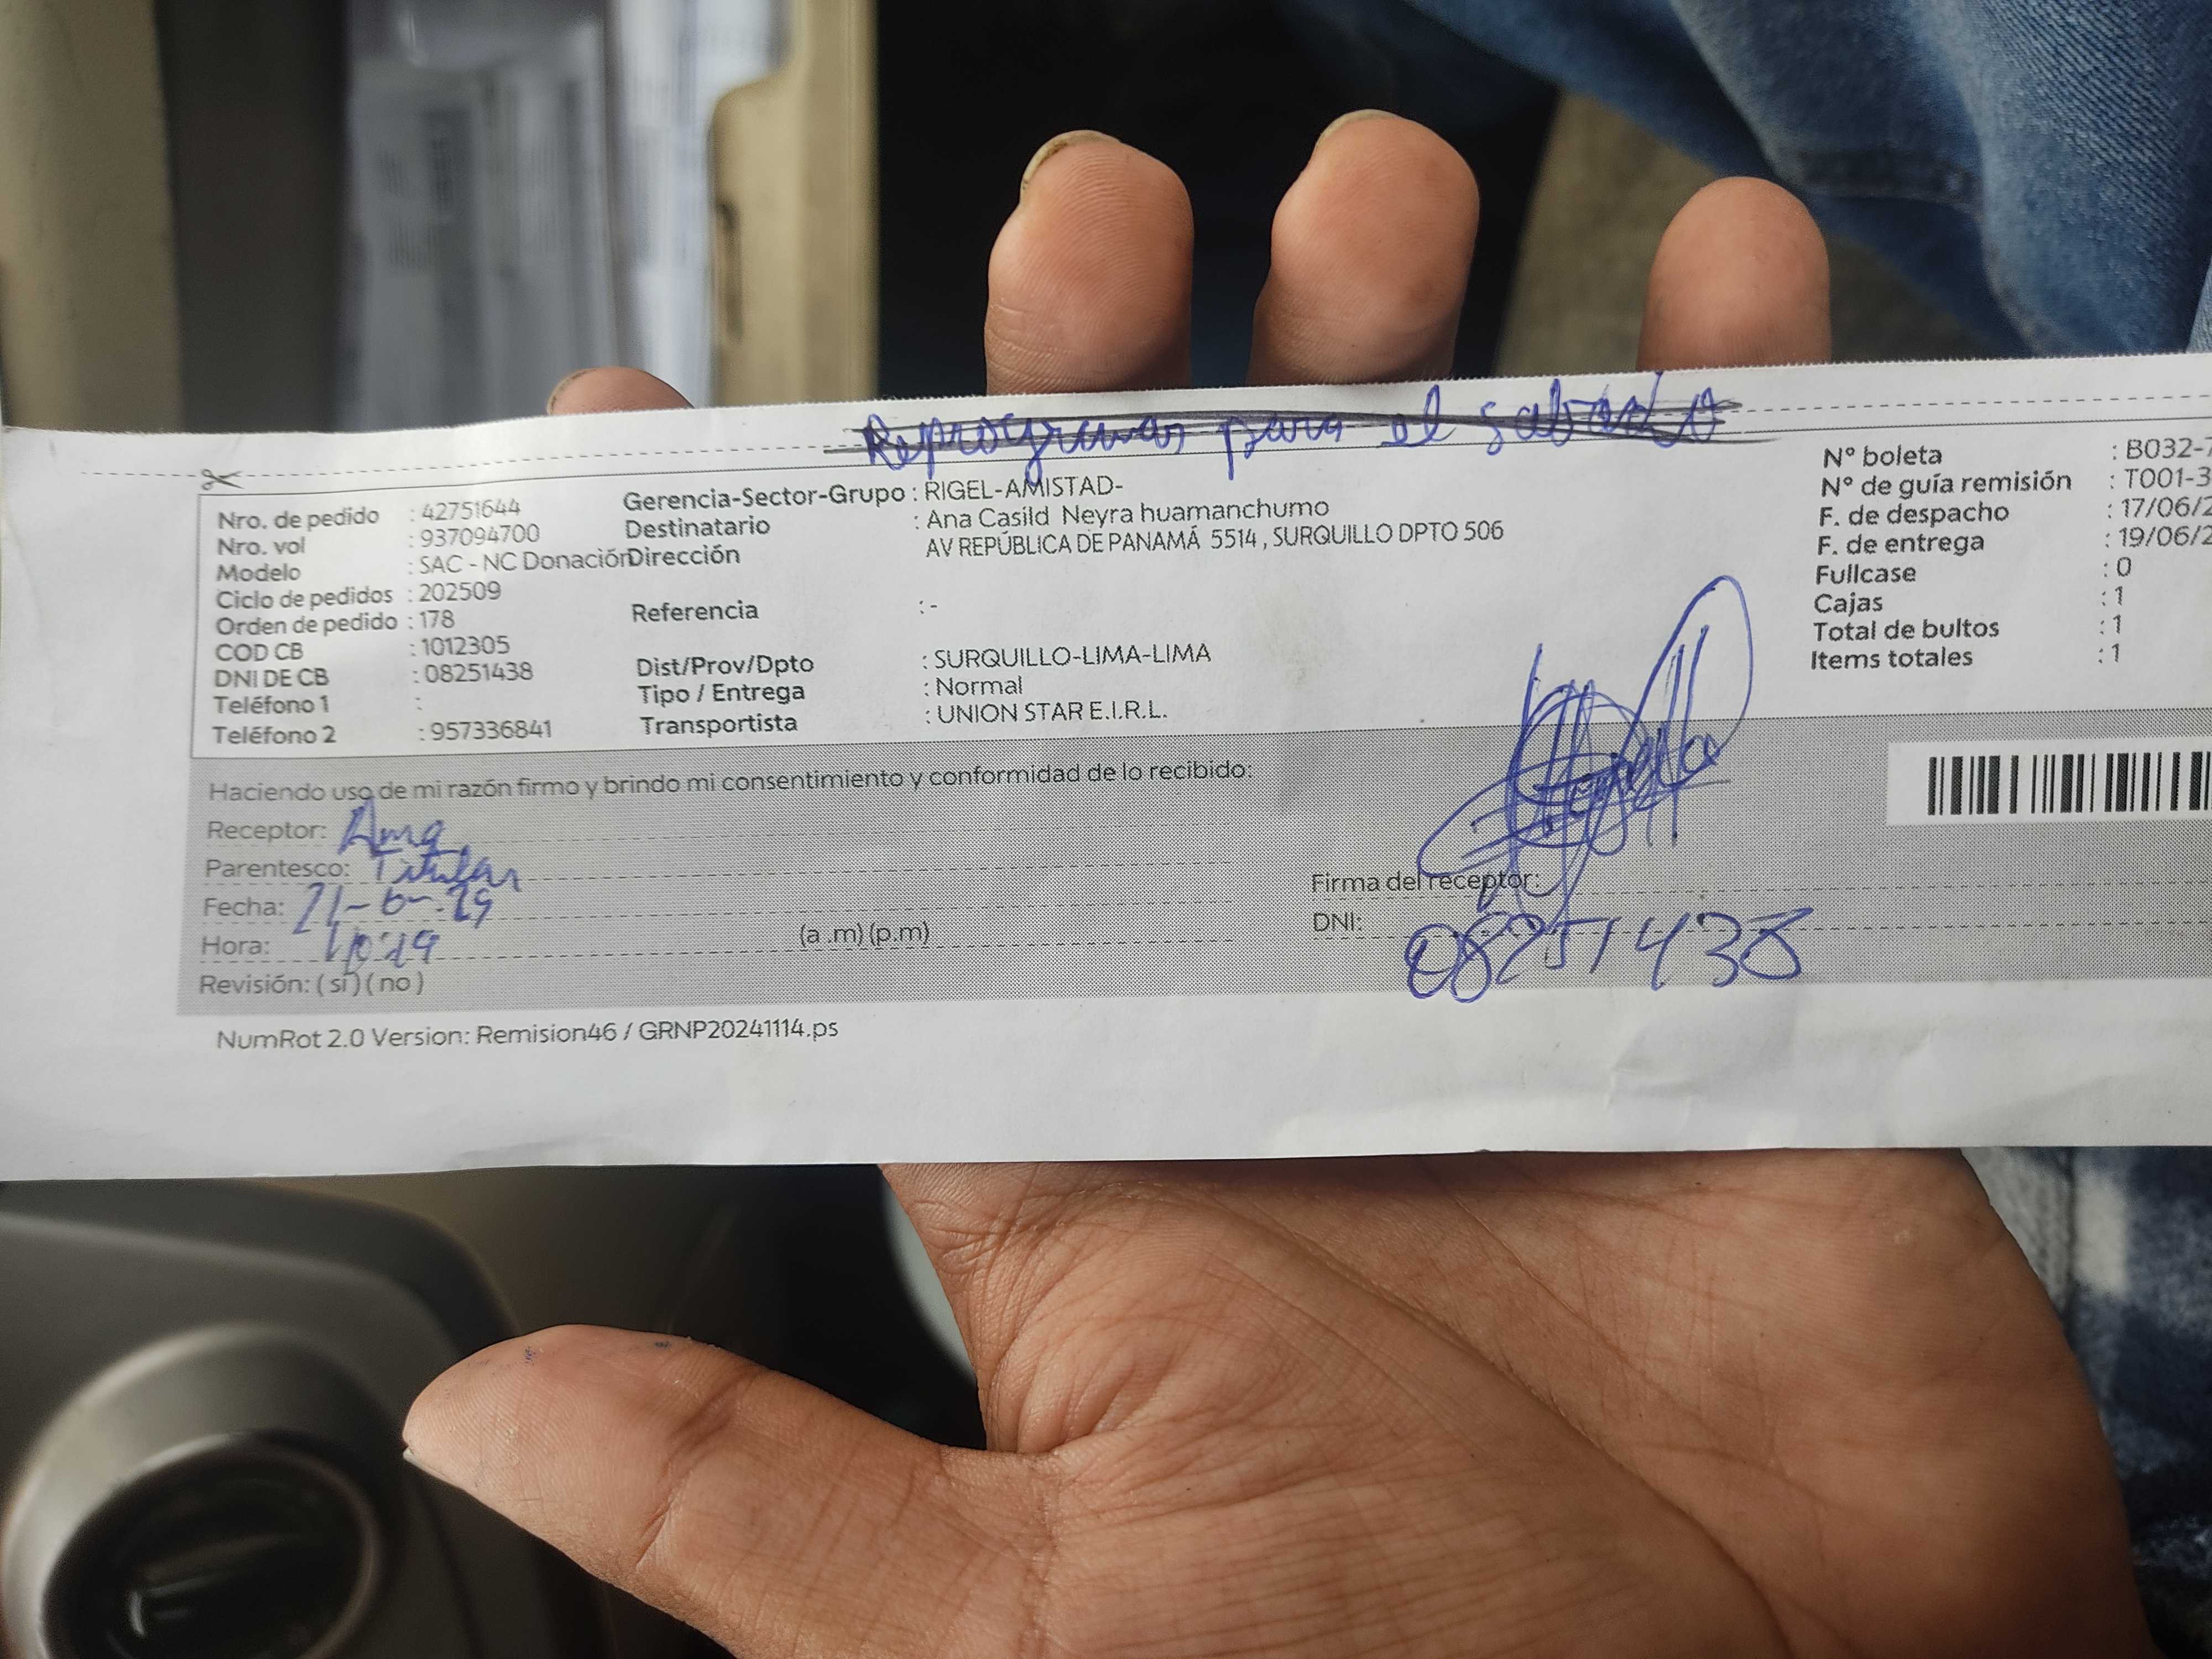 Reprogramar para el sabado
Nro. de pedido : 42751644
Nro. vol : 937094700
Modelo : SAC - NC Donación
Ciclo de pedidos : 202509
Orden de pedido : 178
COD CB : 1012305
DNI DE CB : 08251438
Teléfono 1 :
Teléfono 2 : 957336841
Gerencia-Sector-Grupo : RIGEL-AMISTAD-
Destinatario : Ana Casild Neyra huamanchumo
Dirección AV REPÚBLICA DE PANAMÁ 5514 , SURQUILLO DPTO 506
Referencia : -
Dist/Prov/Dpto : SURQUILLO-LIMA-LIMA
Tipo / Entrega : Normal
Transportista : UNION STAR E.I.R.L.
N° boleta : B032-7
N° de guía remisión : T001-3
F. de despacho : 17/06/2
F. de entrega : 19/06/2
Fullcase : 0
Cajas : 1
Total de bultos : 1
Items totales : 1
Haciendo uso de mi razón firmo y brindo mi consentimiento y conformidad de lo recibido:
Receptor: Ana
Parentesco: Titular
Fecha: 21-6-25
Hora: (a .m) (p.m)
Revisión: ( si ) ( no )
Firma del receptor:
DNI: 08251438
NumRot 2.0 Version: Remision46 / GRNP20241114.ps